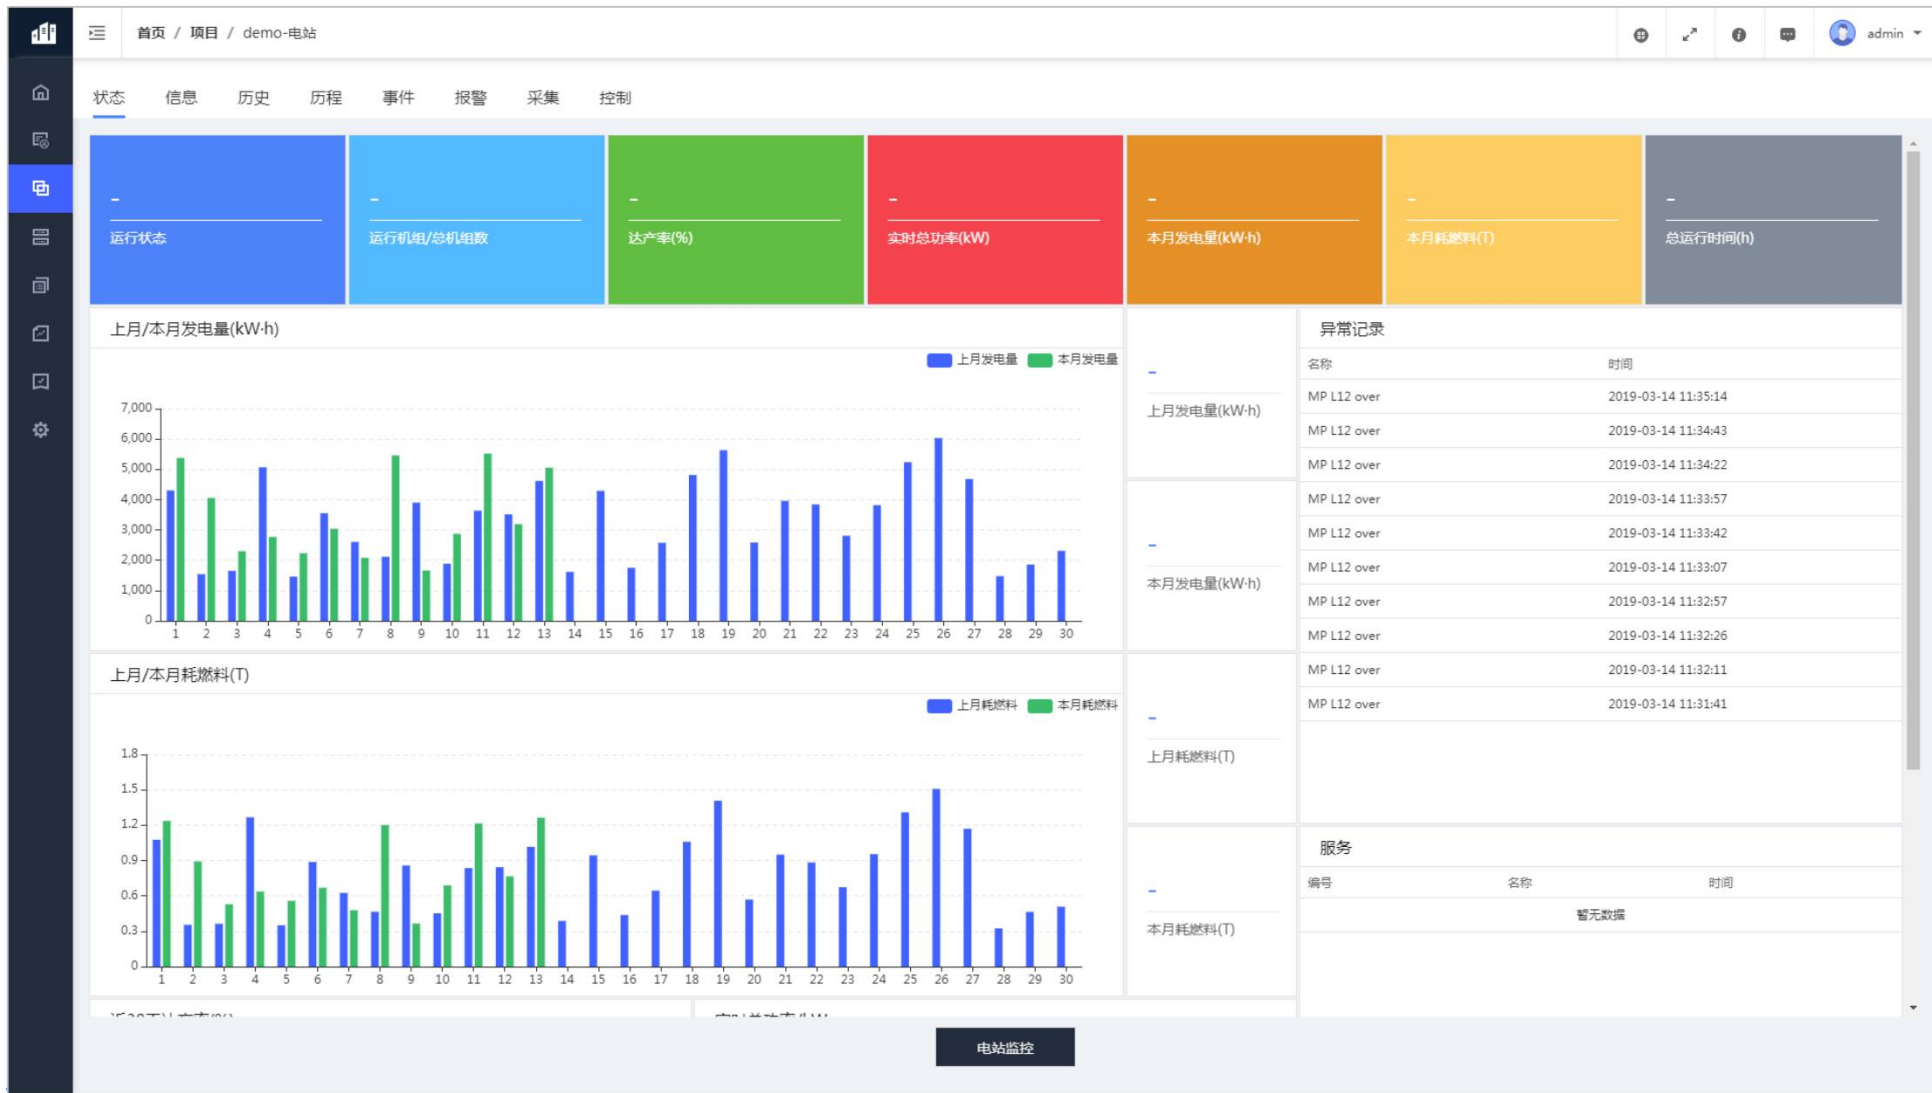 首页 / 项目 / demo-电站
admin
状态 信息 历史 历程 事件 报警 采集 控制
- - - - - - -
运行状态 运行机组/总机组数 达产率(%) 实时总功率(kW) 本月发电量(kW·h) 本月耗燃料(T) 总运行时间(h)
上月/本月发电量(kW·h)
上月发电量 本月发电量
7,000
6,000
5,000
4,000
3,000
2,000
1,000
0
1 2 3 4 5 6 7 8 9 10 11 12 13 14 15 16 17 18 19 20 21 22 23 24 25 26 27 28 29 30
-
上月发电量(kW·h)
-
本月发电量(kW·h)
异常记录
名称 时间
MP L12 over 2019-03-14 11:35:14
MP L12 over 2019-03-14 11:34:43
MP L12 over 2019-03-14 11:34:22
MP L12 over 2019-03-14 11:33:57
MP L12 over 2019-03-14 11:33:42
MP L12 over 2019-03-14 11:33:07
MP L12 over 2019-03-14 11:32:57
MP L12 over 2019-03-14 11:32:26
MP L12 over 2019-03-14 11:32:11
MP L12 over 2019-03-14 11:31:41
上月/本月耗燃料(T)
上月耗燃料 本月耗燃料
1.8
1.5
1.2
0.9
0.6
0.3
0
1 2 3 4 5 6 7 8 9 10 11 12 13 14 15 16 17 18 19 20 21 22 23 24 25 26 27 28 29 30
-
上月耗燃料(T)
-
本月耗燃料(T)
服务
编号 名称 时间
暂无数据
电站监控